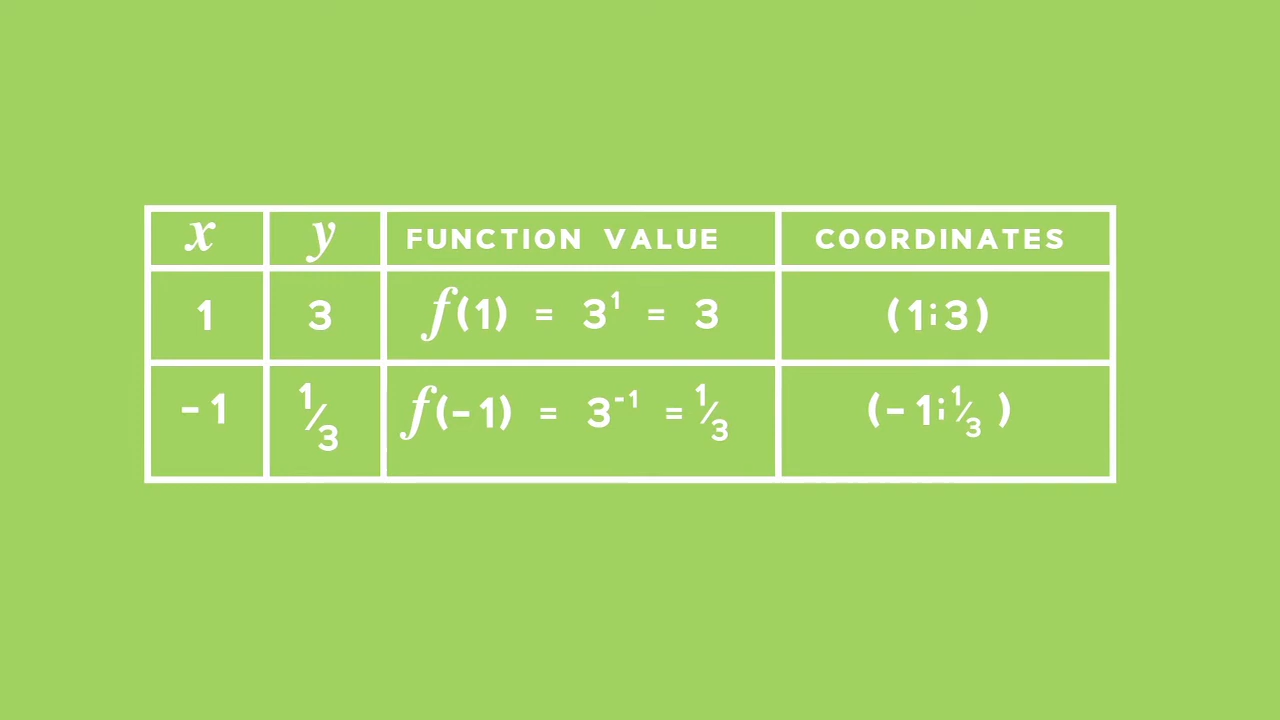 x y FUNCTION VALUE COORDINATES
1 3 f(1) = 3¹ = 3 (1;3)
-1 1/3 f(-1) = 3⁻¹ = 1/3 (-1;1/3)